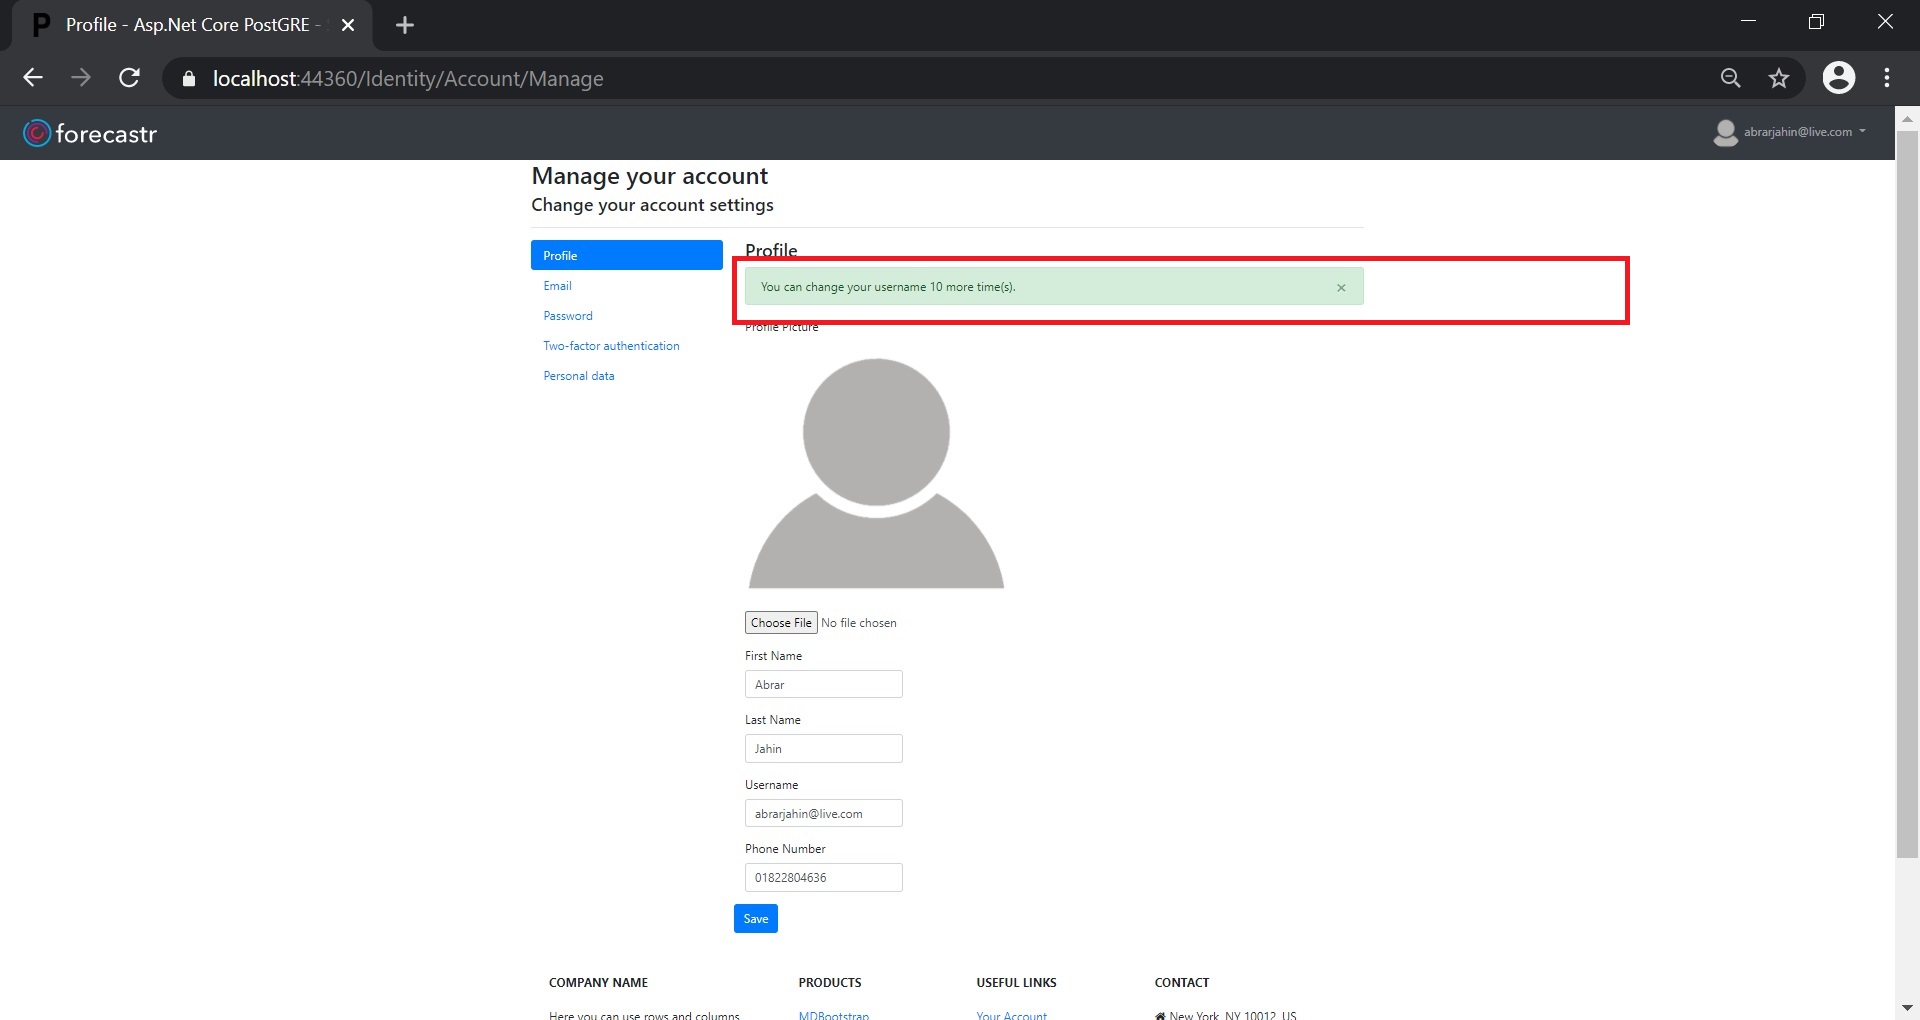 P Profile - Asp.Net Core PostGRE -
localhost:44360/Identity/Account/Manage
forecastr
abrarjahin@live.com
Manage your account
Change your account settings
Profile
Email
Password
Two-factor authentication
Personal data
Profile
You can change your username 10 more time(s). ×
Profile Picture
Choose File No file chosen
First Name
Abrar
Last Name
Jahin
Username
abrarjahin@live.com
Phone Number
01822804636
Save
COMPANY NAME
Here you can use rows and columns
PRODUCTS
MDBootstrap
USEFUL LINKS
Your Account
CONTACT
New York, NY 10012, US